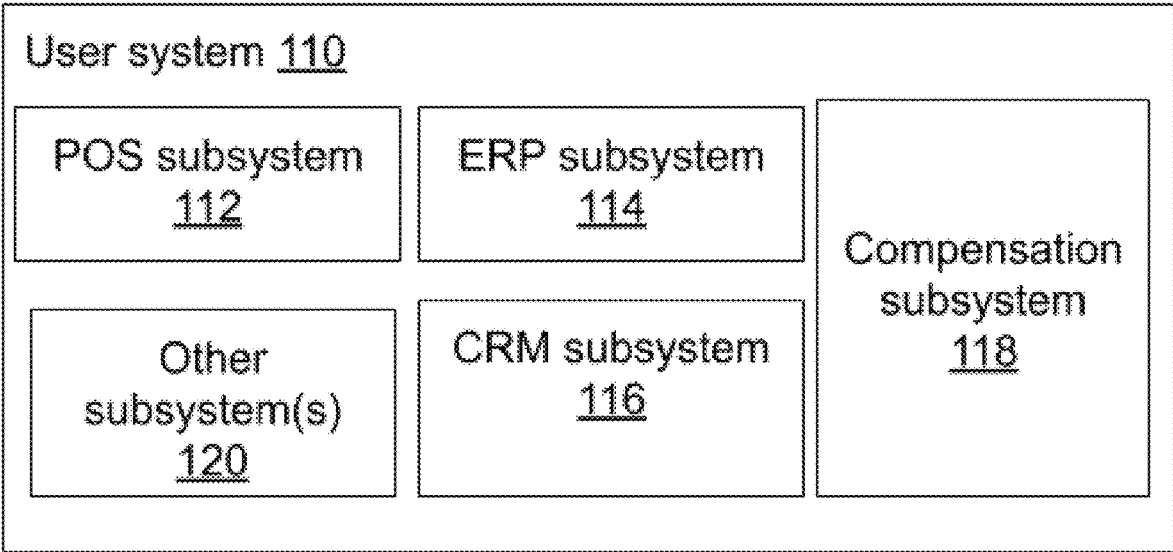 User system 110
POS subsystem
112
ERP subsystem
114
Compensation
subsystem
118
Other
subsystem(s)
120
CRM subsystem
116